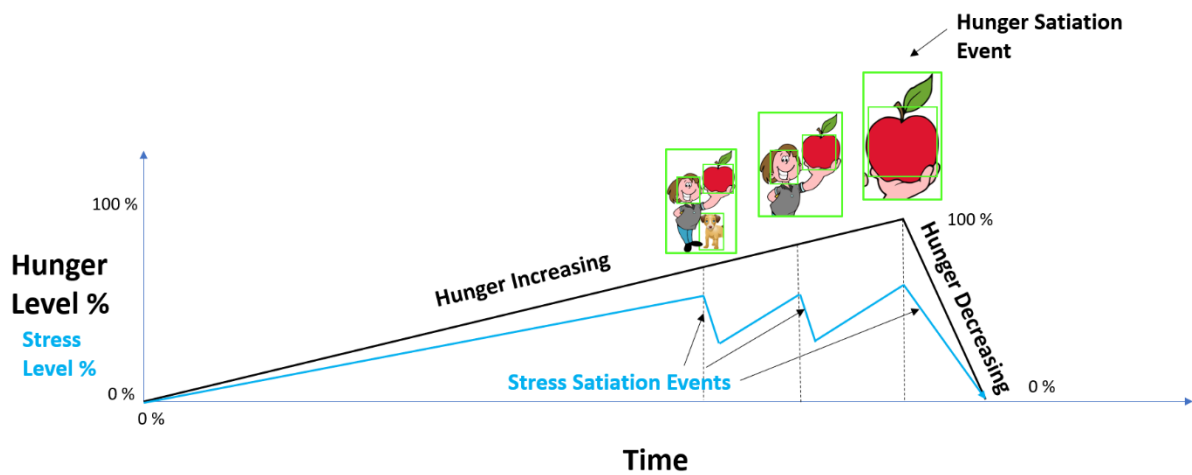 Hunger Satiation
Event
100 %
100 %
Hunger Increasing
Hunger Decreasing
Hunger
Level %
Stress
Level %
Stress Satiation Events
0 %
0 %
0 %
Time